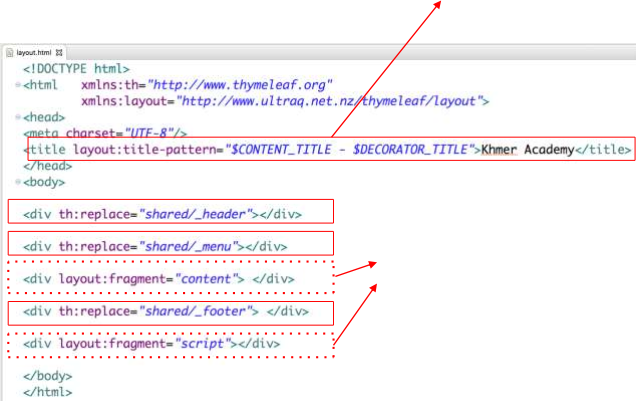 layout.html
<!DOCTYPE html>
<html xmlns:th="http://www.thymeleaf.org"
xmlns:layout="http://www.ultraq.net.nz/thymeleaf/layout">
<head>
<meta charset="UTF-8"/>
<title layout:title-pattern="$CONTENT_TITLE - $DECORATOR_TITLE">Khmer Academy</title>
</head>
<body>
<div th:replace="shared/_header"></div>
<div th:replace="shared/_menu"></div>
<div layout:fragment="content"> </div>
<div th:replace="shared/_footer"> </div>
<div layout:fragment="script"></div>
</body>
</html>